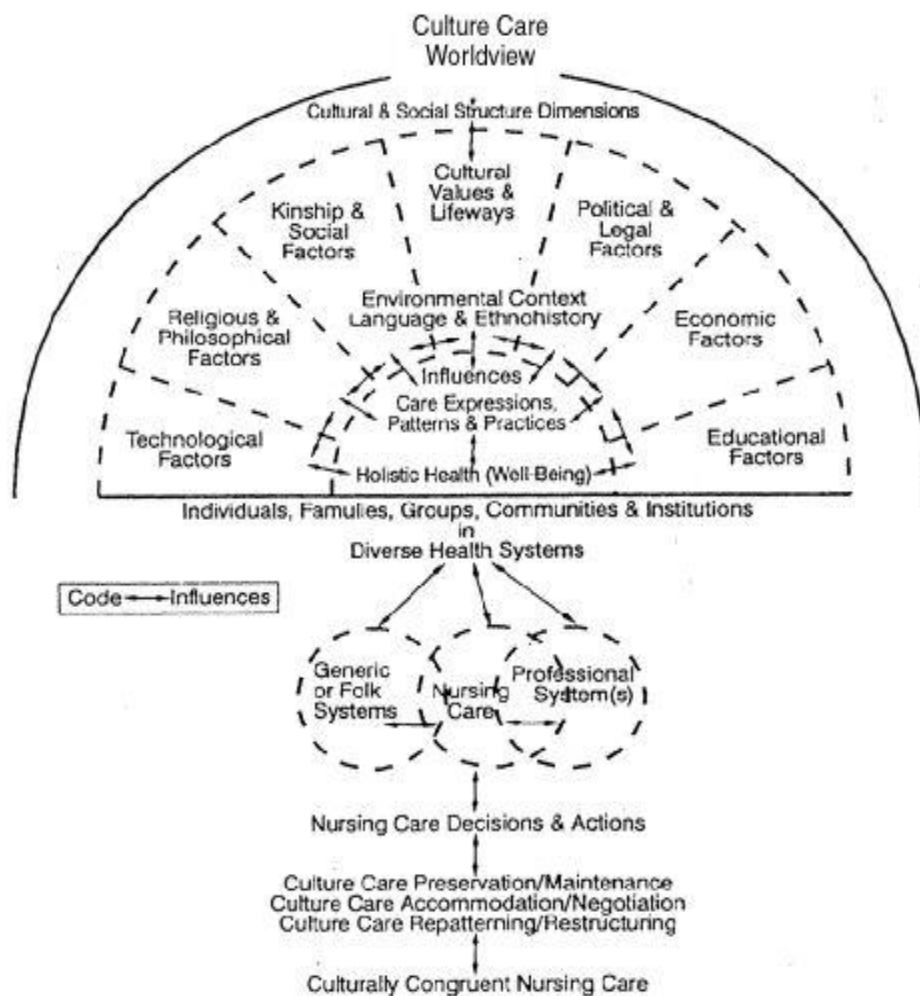 Culture Care
Worldview
Cultural & Social Structure Dimensions
Cultural
Values &
Lifeways
Kinship &
Social
Factors
Political &
Legal
Factors
Religious &
Philosophical
Factors
Environmental Context
Language & Ethnohistory
Economic
Factors
Influences
Care Expressions,
Patterns & Practices
Technological
Factors
Educational
Factors
Holistic Health (Well-Being)
Individuals, Families, Groups, Communities & Institutions
in
Diverse Health Systems
Code Influences
Generic
or Folk
Systems
Nursing
Care
Professional
System(s)
Nursing Care Decisions & Actions
Culture Care Preservation/Maintenance
Culture Care Accommodation/Negotiation
Culture Care Repatterning/Restructuring
Culturally Congruent Nursing Care